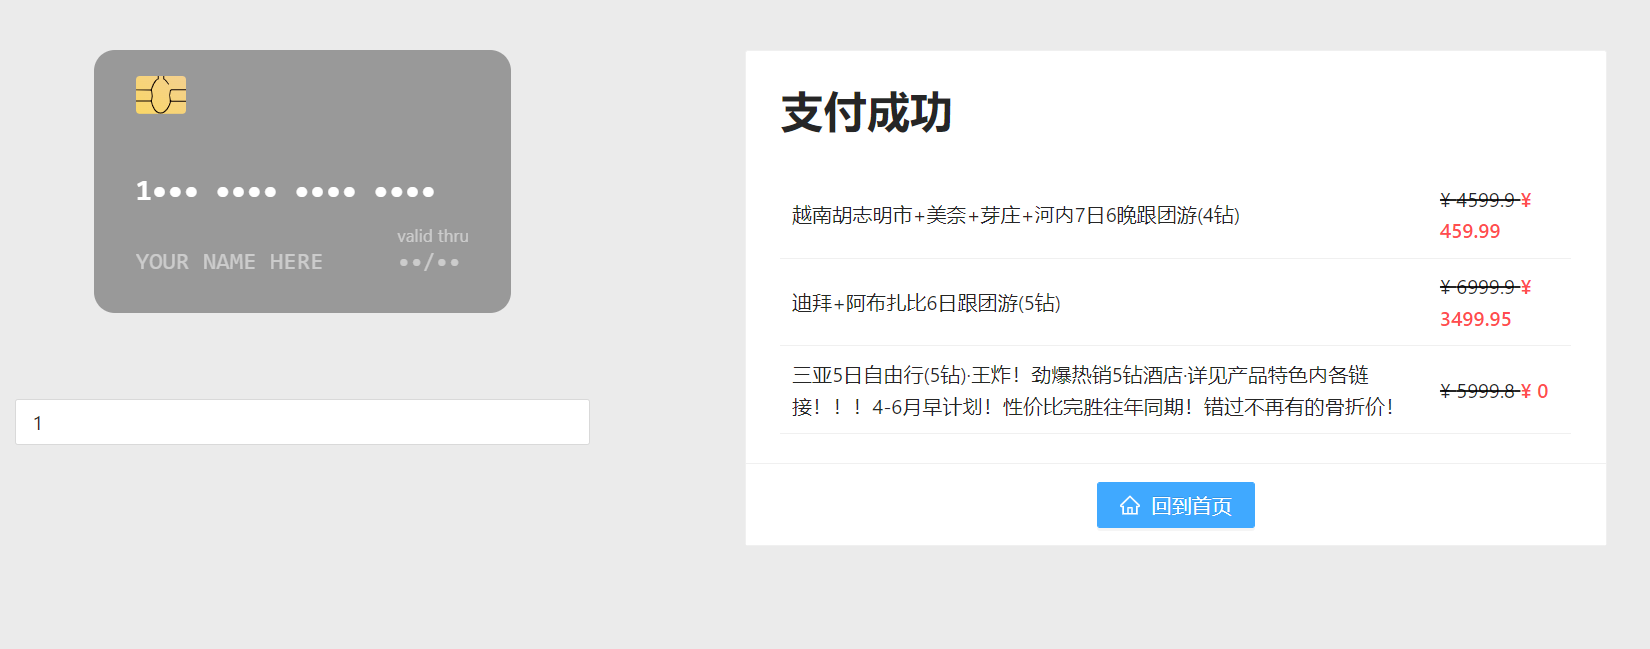 1••• •••• •••• ••••
valid thru
YOUR NAME HERE ••/••
1
支付成功
越南胡志明市+美奈+芽庄+河内7日6晚跟团游(4钻)
¥ 4599.9 ¥
459.99
迪拜+阿布扎比6日跟团游(5钻)
¥ 6999.9 ¥
3499.95
三亚5日自由行(5钻)·王炸！劲爆热销5钻酒店·详见产品特色内各链
接！！！4-6月早计划！性价比完胜往年同期！错过不再有的骨折价！
¥ 5999.8 ¥ 0
回到首页